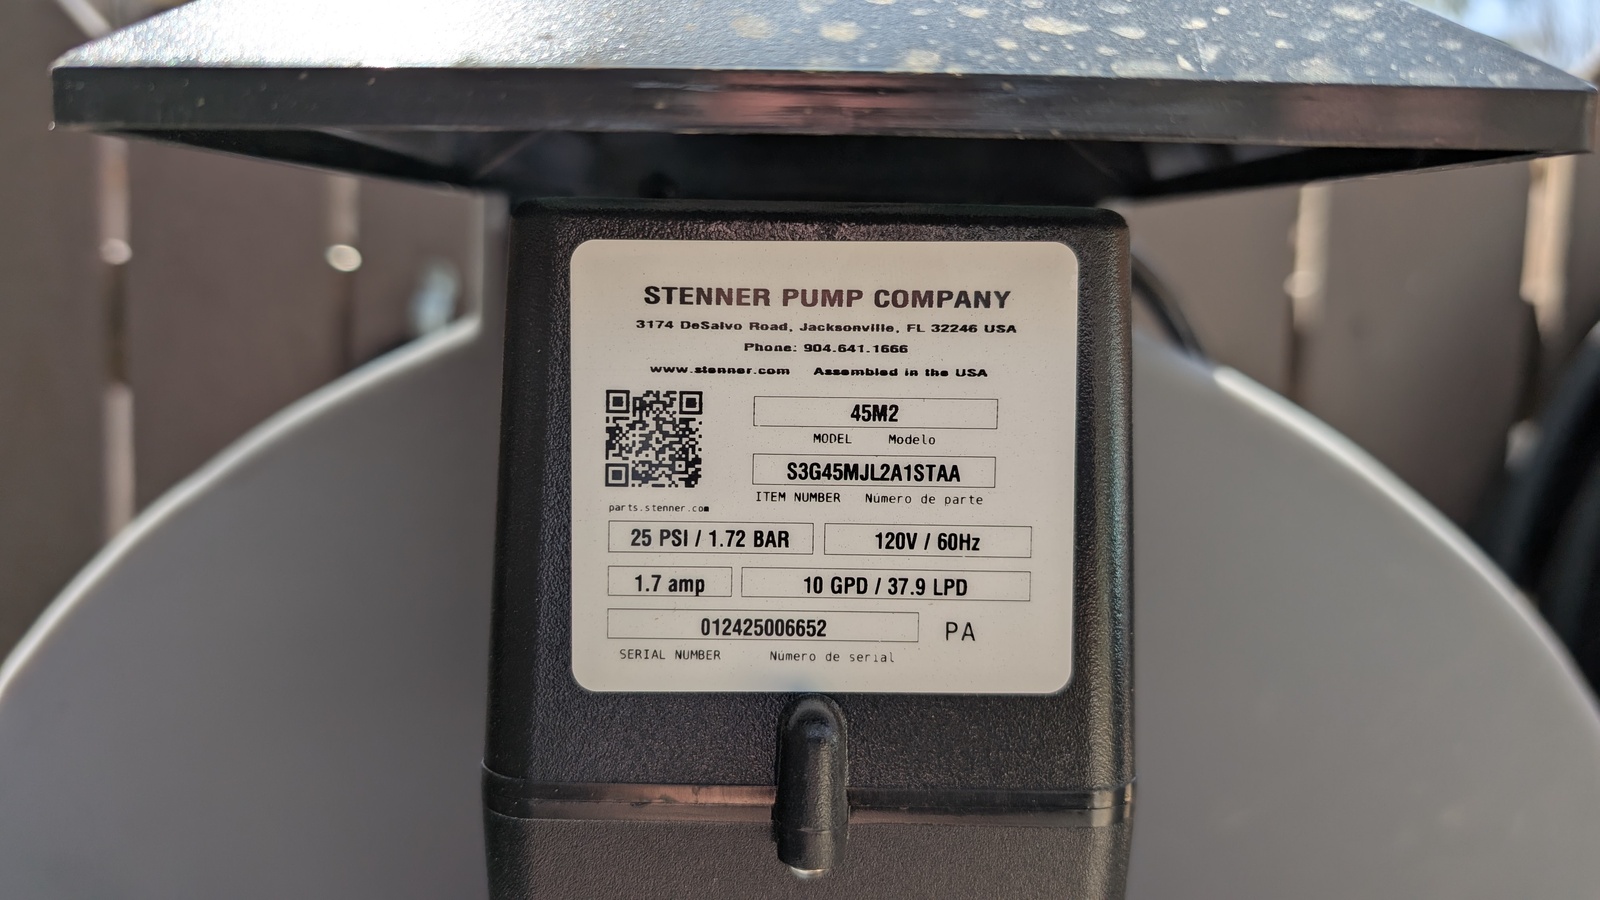 STENNER PUMP COMPANY
3174 DeSalvo Road, Jacksonville, FL 32246 USA
Phone: 904.641.1666
www.stenner.com Assembled in the USA
45M2
MODEL Modelo
S3G45MJL2A1STAA
ITEM NUMBER Número de parte
parts.stenner.com
25 PSI / 1.72 BAR 120V / 60Hz
1.7 amp 10 GPD / 37.9 LPD
012425006652 PA
SERIAL NUMBER Número de serial